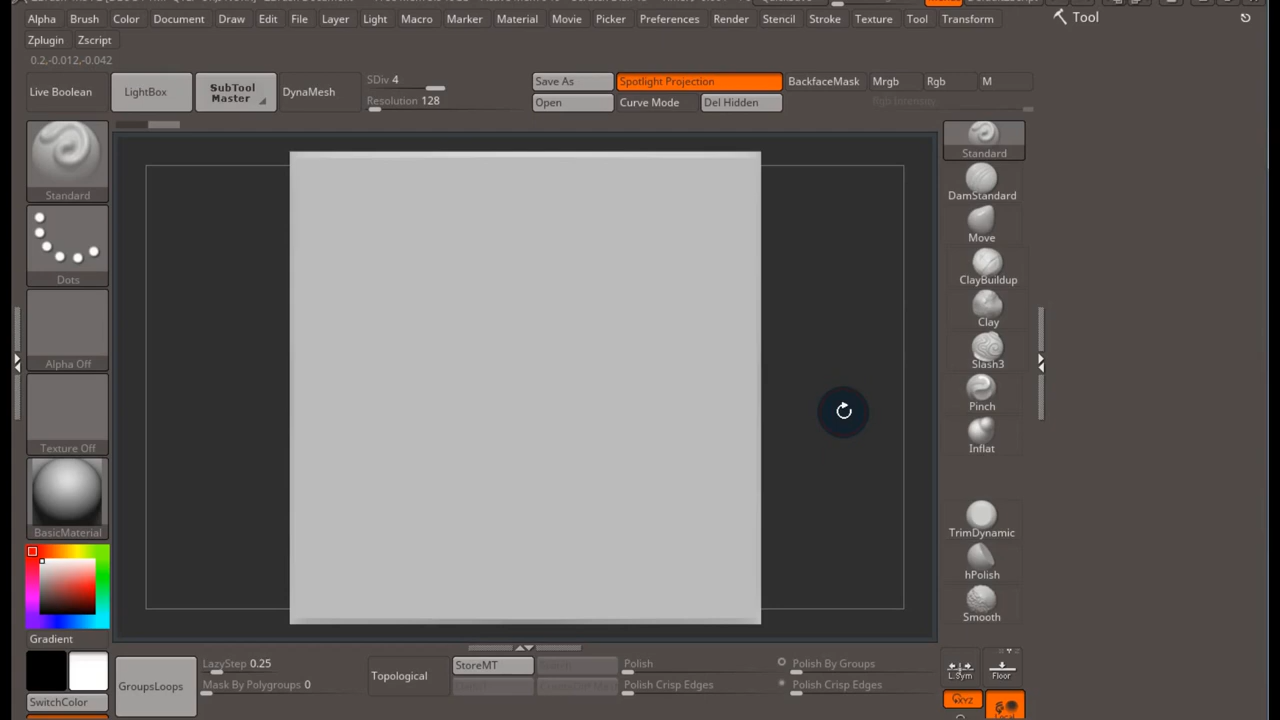 Alpha Brush Color Document Draw Edit File Layer Light Macro Marker Material Movie Picker Preferences Render Stencil Stroke Texture Tool Transform
Tool
Zplugin Zscript
0.2,-0.012,-0.042
Live Boolean
LightBox
SubTool
Master
DynaMesh
SDiv 4
Resolution 128
Save As
Spotlight Projection
BackfaceMask
Mrgb
Rgb
M
Open
Curve Mode
Del Hidden
Rgb Intensity
Standard
Dots
Alpha Off
Texture Off
BasicMaterial
Gradient
SwitchColor
Standard
DamStandard
Move
ClayBuildup
Clay
Slash3
Pinch
Inflat
TrimDynamic
hPolish
Smooth
GroupsLoops
LazyStep 0.25
Mask By Polygroups 0
Topological
StoreMT
Polish
Polish Crisp Edges
Polish By Groups
Polish Crisp Edges
L.Sym
Floor
XYZ